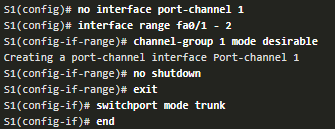 S1(config)# no interface port-channel 1
S1(config)# interface range fa0/1 - 2
S1(config-if-range)# channel-group 1 mode desirable
Creating a port-channel interface Port-channel 1
S1(config-if-range)# no shutdown
S1(config-if-range)# exit
S1(config-if)# switchport mode trunk
S1(config-if)# end